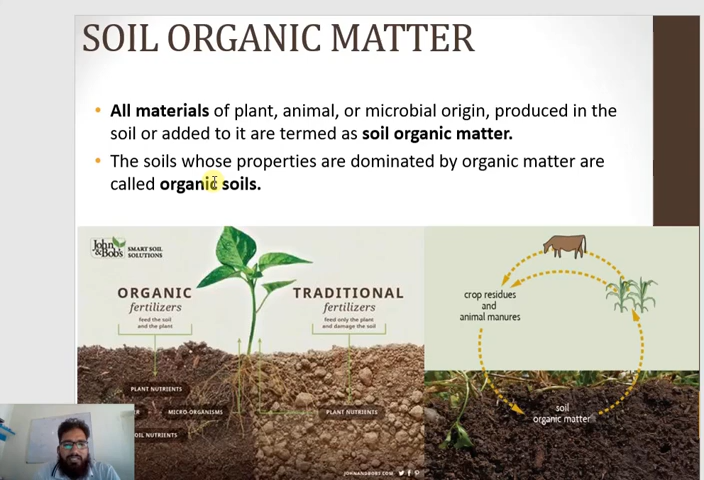 SOIL ORGANIC MATTER
• All materials of plant, animal, or microbial origin, produced in the
soil or added to it are termed as soil organic matter.
• The soils whose properties are dominated by organic matter are
called organic soils.
John
&Bob's
SMART SOIL
SOLUTIONS
ORGANIC
fertilizers
feed the soil
and the plant
TRADITIONAL
fertilizers
feed only the plant
and damage the soil
PLANT NUTRIENTS
MICRO-ORGANISMS
PLANT NUTRIENTS
OIL NUTRIENTS
JOHNANDBOBS.COM
crop residues
and
animal manures
soil
organic matter